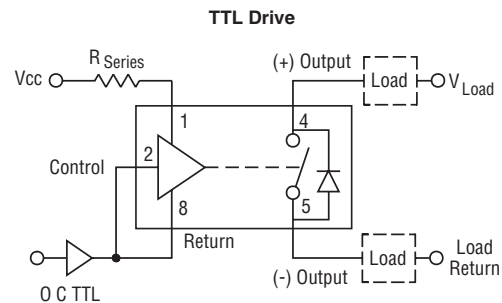 TTL Drive
R Series
(+) Output
Vcc
Load
V Load
1
4
Control
2
8
5
Return
Load
Load
Return
(-) Output
O C TTL